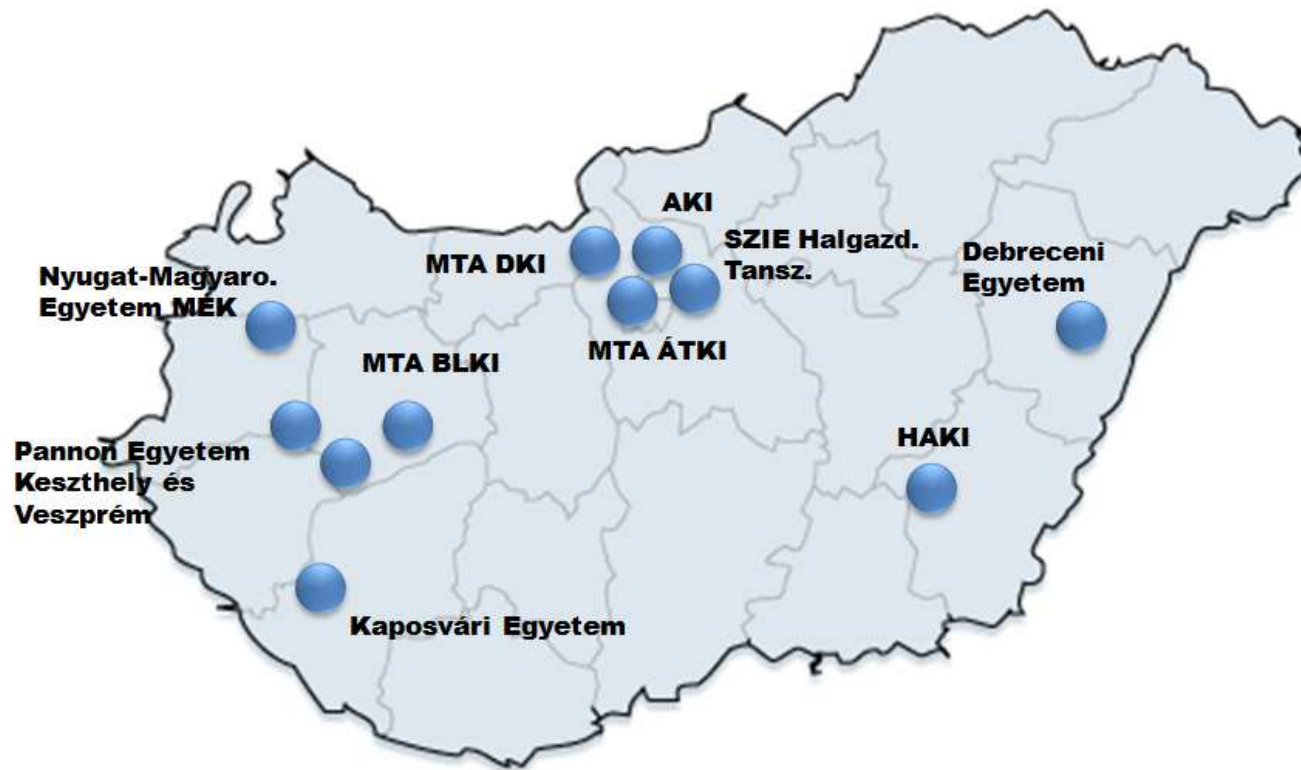 AKI
SZIE Halgazd.
Tansz.
MTA DKI
Debreceni
Egyetem
Nyugat-Magyaro.
Egyetem MÉK
MTA ÁTKI
MTA BLKI
HAKI
Pannon Egyetem
Keszthely és
Veszprém
Kaposvári Egyetem